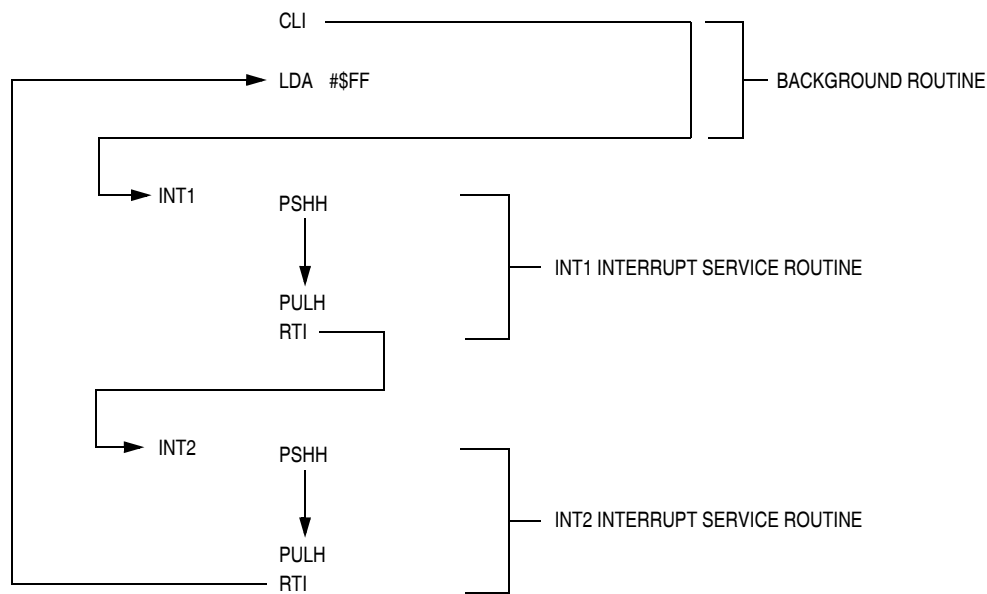 CLI
LDA #$FF
BACKGROUND ROUTINE
INT1
PSHH
INT1 INTERRUPT SERVICE ROUTINE
PULH
RTI
INT2
PSHH
INT2 INTERRUPT SERVICE ROUTINE
PULH
RTI